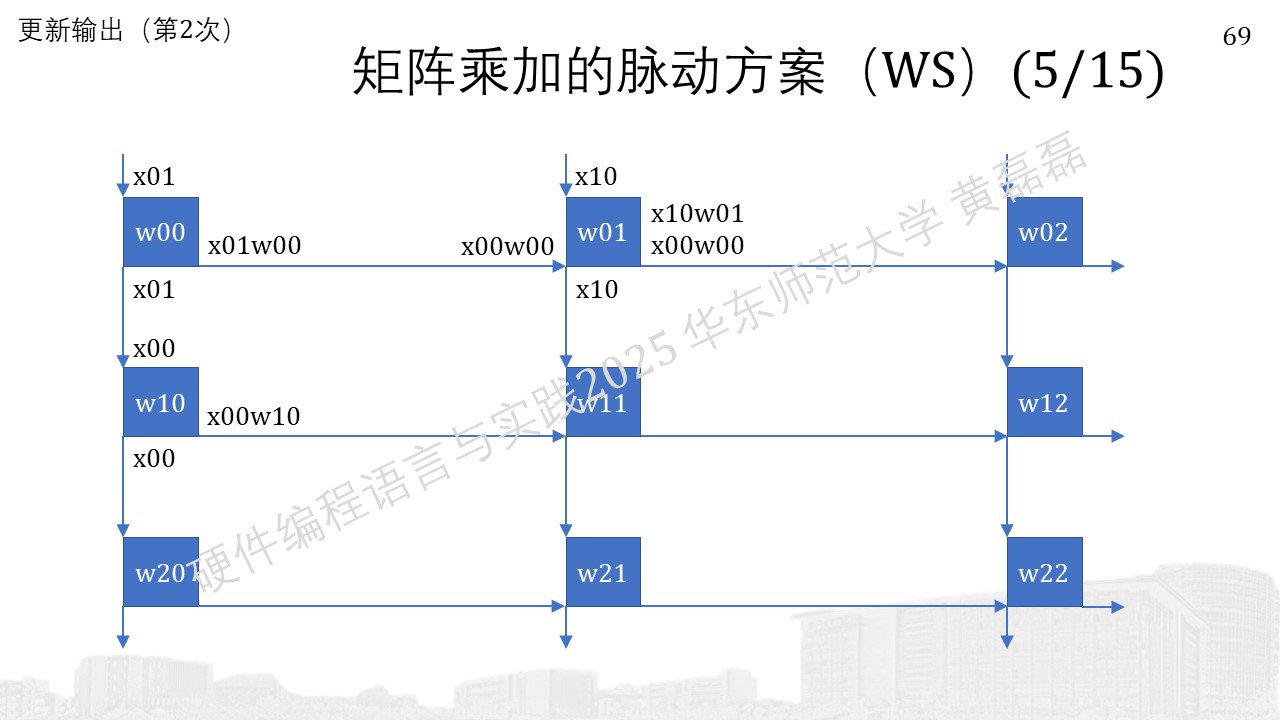 更新输出（第2次）
69
矩阵乘加的脉动方案（WS）(5/15)
x01
x10
w00
x01w00
x00w00
w01
x10w01
x00w00
w02
x01
x10
x00
w10
x00w10
w11
w12
x00
w20
w21
w22
硬件编程语言与实践2025 华东师范大学 黄磊磊